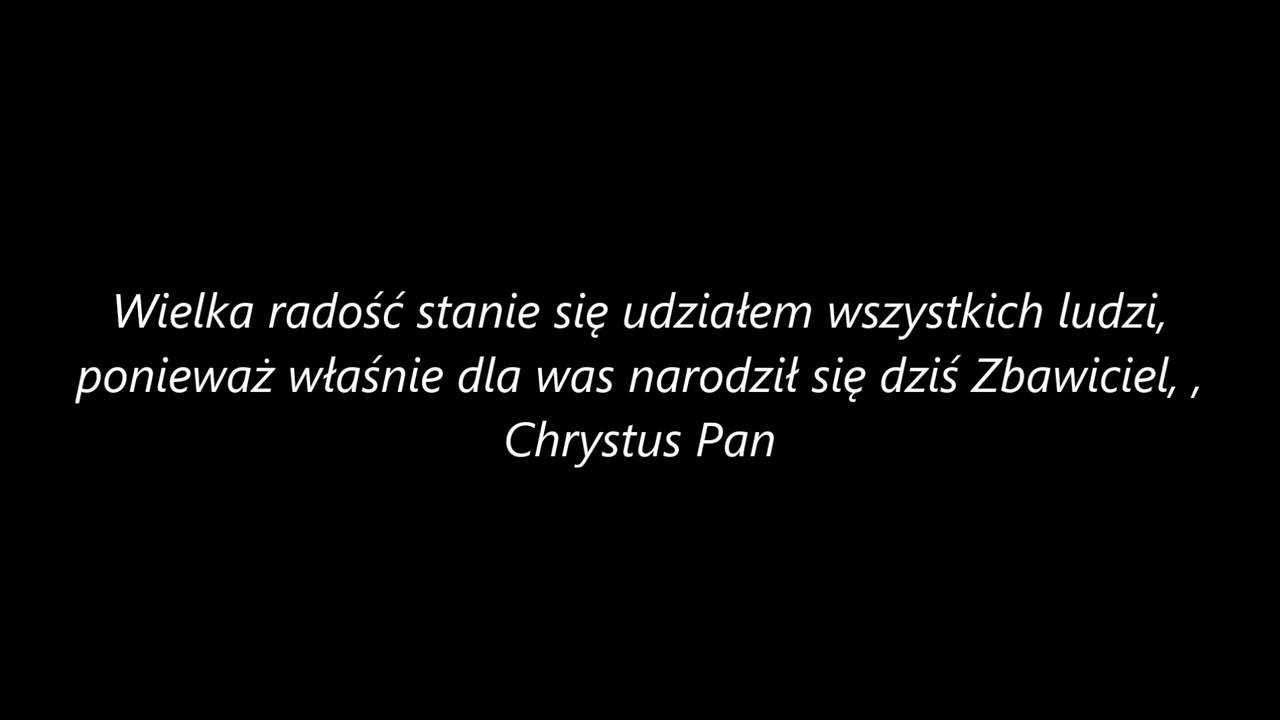 Wielka radość stanie się udziałem wszystkich ludzi,
ponieważ właśnie dla was narodził się dziś Zbawiciel, ,
Chrystus Pan